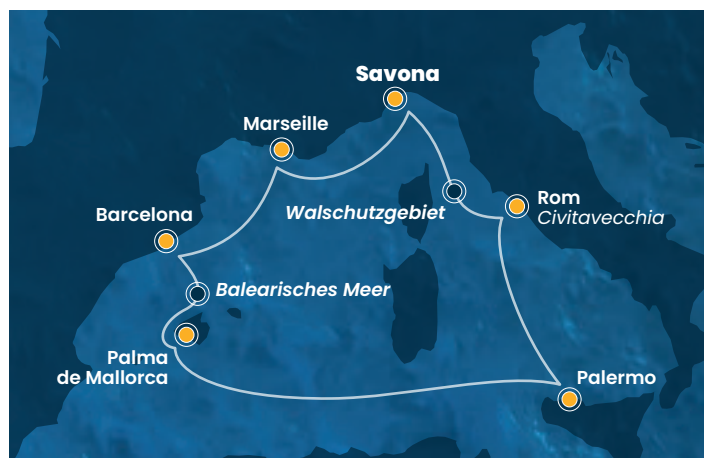 Savona
Marseille
Walschutzgebiet
Rom
Civitavecchia
Barcelona
Balearisches Meer
Palma
de Mallorca
Palermo